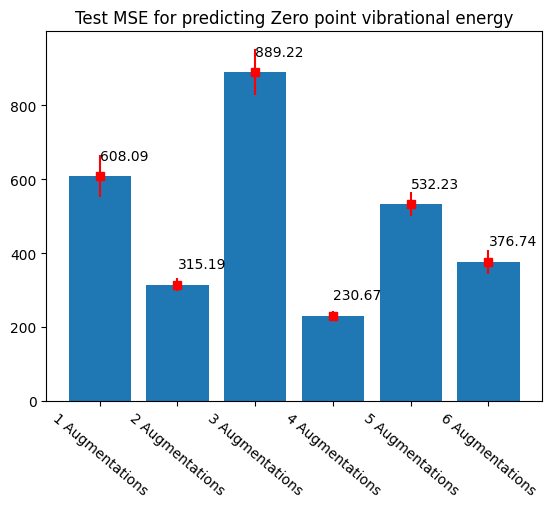 Test MSE for predicting Zero point vibrational energy
889.22
800
608.09
600
532.23
400
376.74
315.19
230.67
200
0
1 Augmentations
2 Augmentations
3 Augmentations
4 Augmentations
5 Augmentations
6 Augmentations